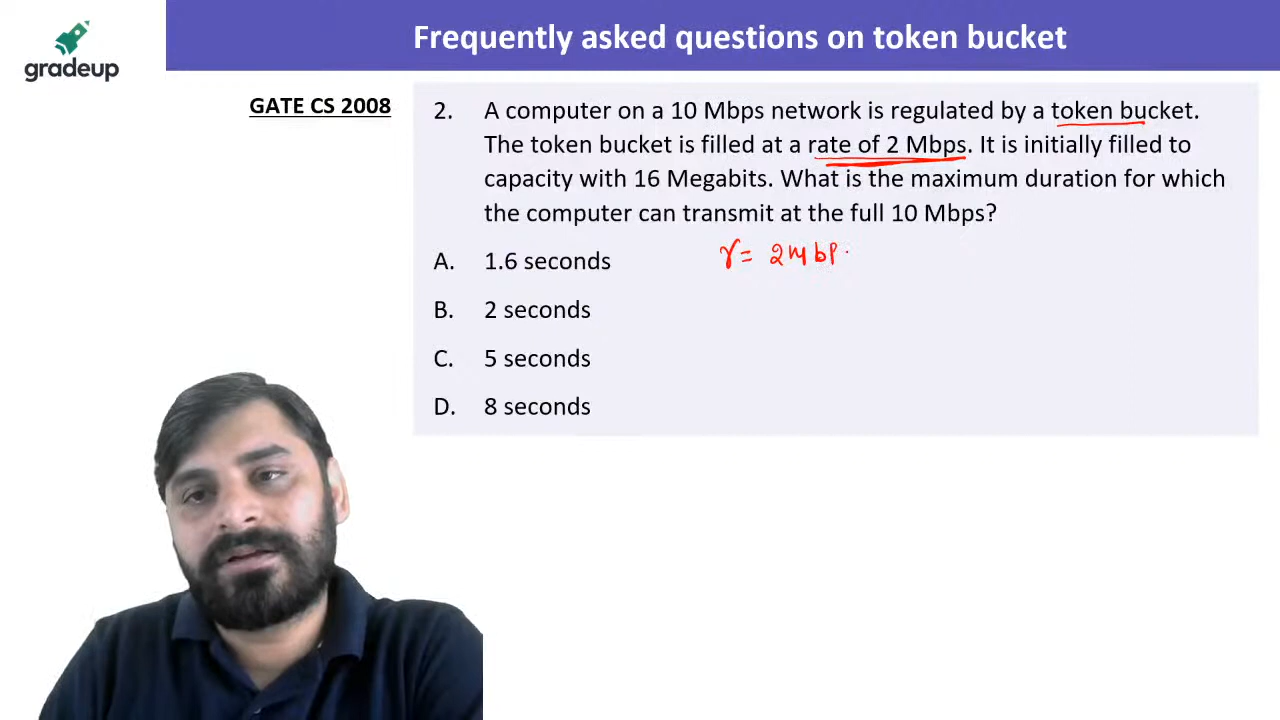 Frequently asked questions on token bucket
gradeup
GATE CS 2008
2. A computer on a 10 Mbps network is regulated by a token bucket.
The token bucket is filled at a rate of 2 Mbps. It is initially filled to
capacity with 16 Megabits. What is the maximum duration for which
the computer can transmit at the full 10 Mbps?
r = 2 Mbp
A. 1.6 seconds
B. 2 seconds
C. 5 seconds
D. 8 seconds